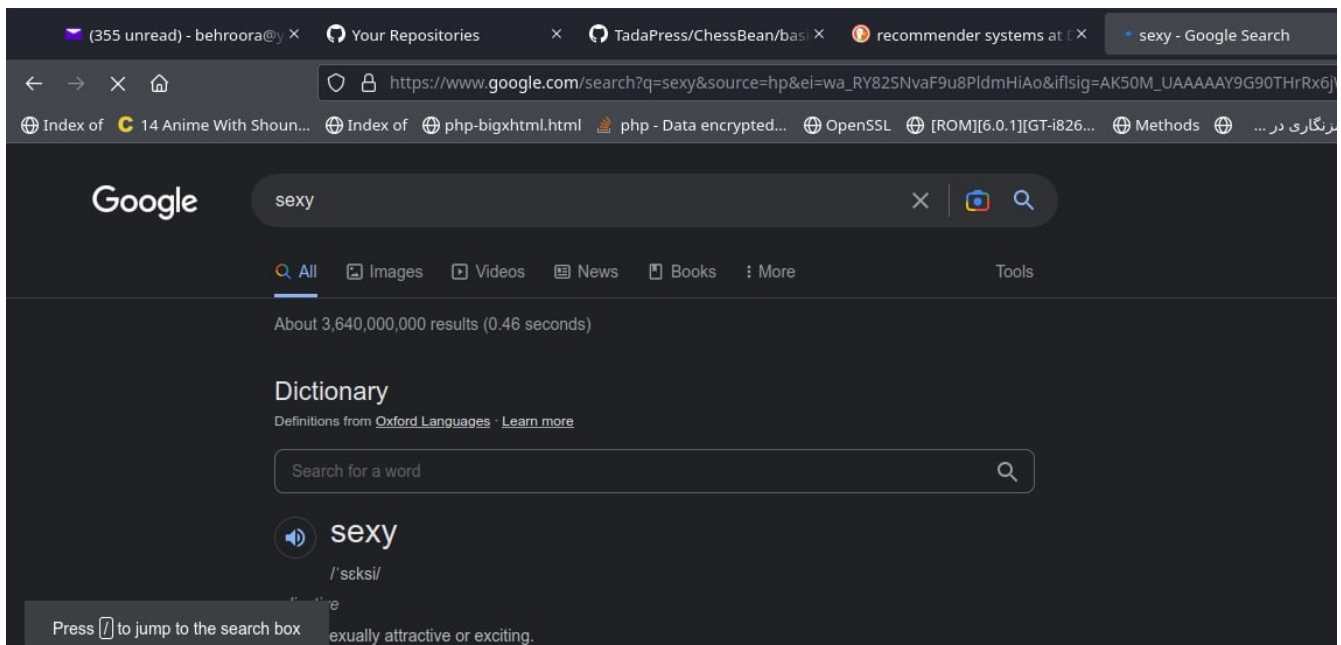 (355 unread) - behroora@y
Your Repositories
TadaPress/ChessBean/basi
recommender systems at D
sexy - Google Search
https://www.google.com/search?q=sexy&source=hp&ei=wa_RY82SNvaF9u8PldmHiAo&iflsig=AK50M_UAAAAAY9G90THrRx6j
Index of 14 Anime With Shoun... Index of php-bigxhtml.html php - Data encrypted... OpenSSL [ROM][6.0.1][GT-i826... Methods ... در
Google sexy
All Images Videos News Books More Tools
About 3,640,000,000 results (0.46 seconds)
Dictionary
Definitions from Oxford Languages · Learn more
Search for a word
sexy
/ˈsɛksi/
Press / to jump to the search box
exually attractive or exciting.